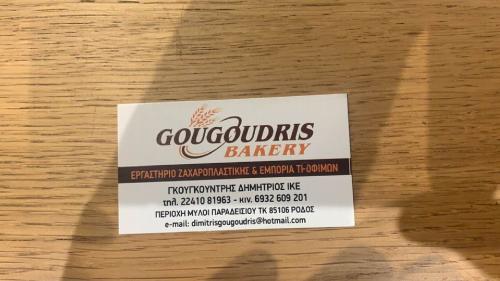 GOUGOUDRIS
BAKERY
ΕΡΓΑΣΤΗΡΙΟ ΖΑΧΑΡΟΠΛΑΣΤΙΚΗΣ & ΕΜΠΟΡΙΑ ΤΡΟΦΙΜΩΝ
ΓΚΟΥΓΚΟΥΝΤΡΗΣ ΔΗΜΗΤΡΙΟΣ ΙΚΕ
τηλ. 22410 81963 - κιν. 6932 609 201
ΠΕΡΙΟΧΗ ΜΥΛΟΙ ΠΑΡΑΔΕΙΣΙΟΥ ΤΚ 85106 ΡΟΔΟΣ
e-mail: dimitrisgougoudris@hotmail.com